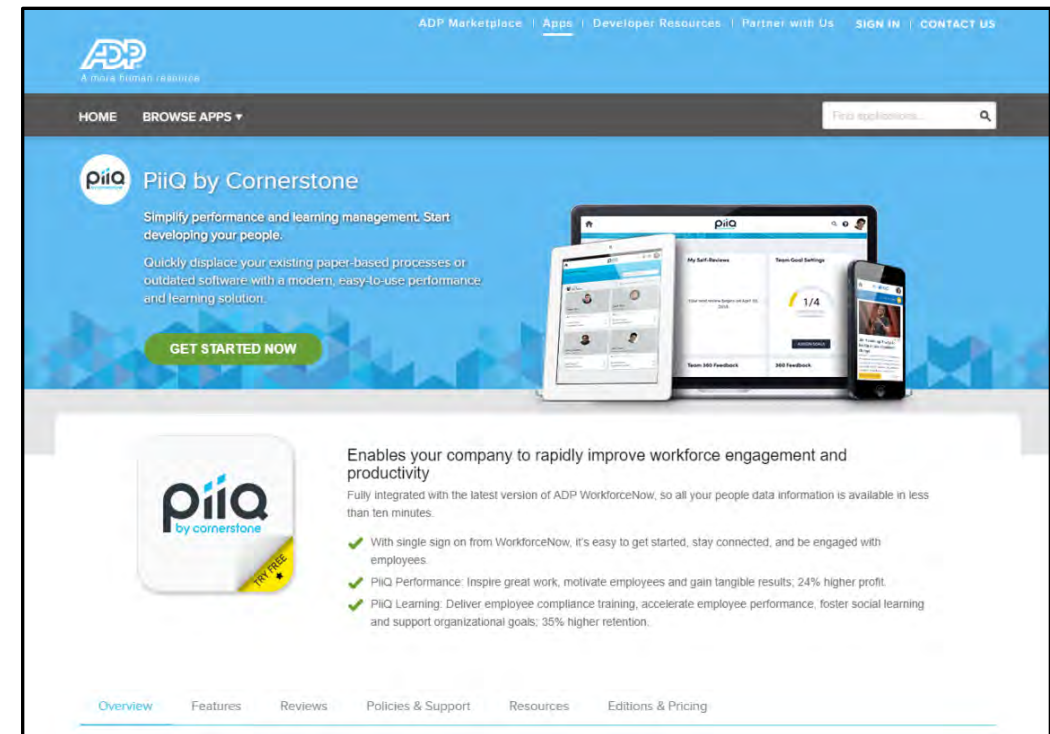 ADP Marketplace | Apps | Developer Resources | Partner with Us SIGN IN | CONTACT US
ADP
A more human resource
HOME BROWSE APPS ▾
Find applications...
piiQ
PiiQ by Cornerstone
Simplify performance and learning management. Start
developing your people.
Quickly displace your existing paper-based processes or
outdated software with a modern, easy-to-use performance
and learning solution.
GET STARTED NOW
piiQ
My Self-Reviews
Team Goal Settings
1/4
Team 360 Feedback
360 Feedback
piiQ
by cornerstone
TRY FREE
Enables your company to rapidly improve workforce engagement and
productivity
Fully integrated with the latest version of ADP WorkforceNow, so all your people data information is available in less
than ten minutes.
With single sign on from WorkforceNow, it's easy to get started, stay connected, and be engaged with
employees.
PiiQ Performance: Inspire great work, motivate employees and gain tangible results; 24% higher profit.
PiiQ Learning: Deliver employee compliance training, accelerate employee performance, foster social learning
and support organizational goals; 35% higher retention.
Overview Features Reviews Policies & Support Resources Editions & Pricing